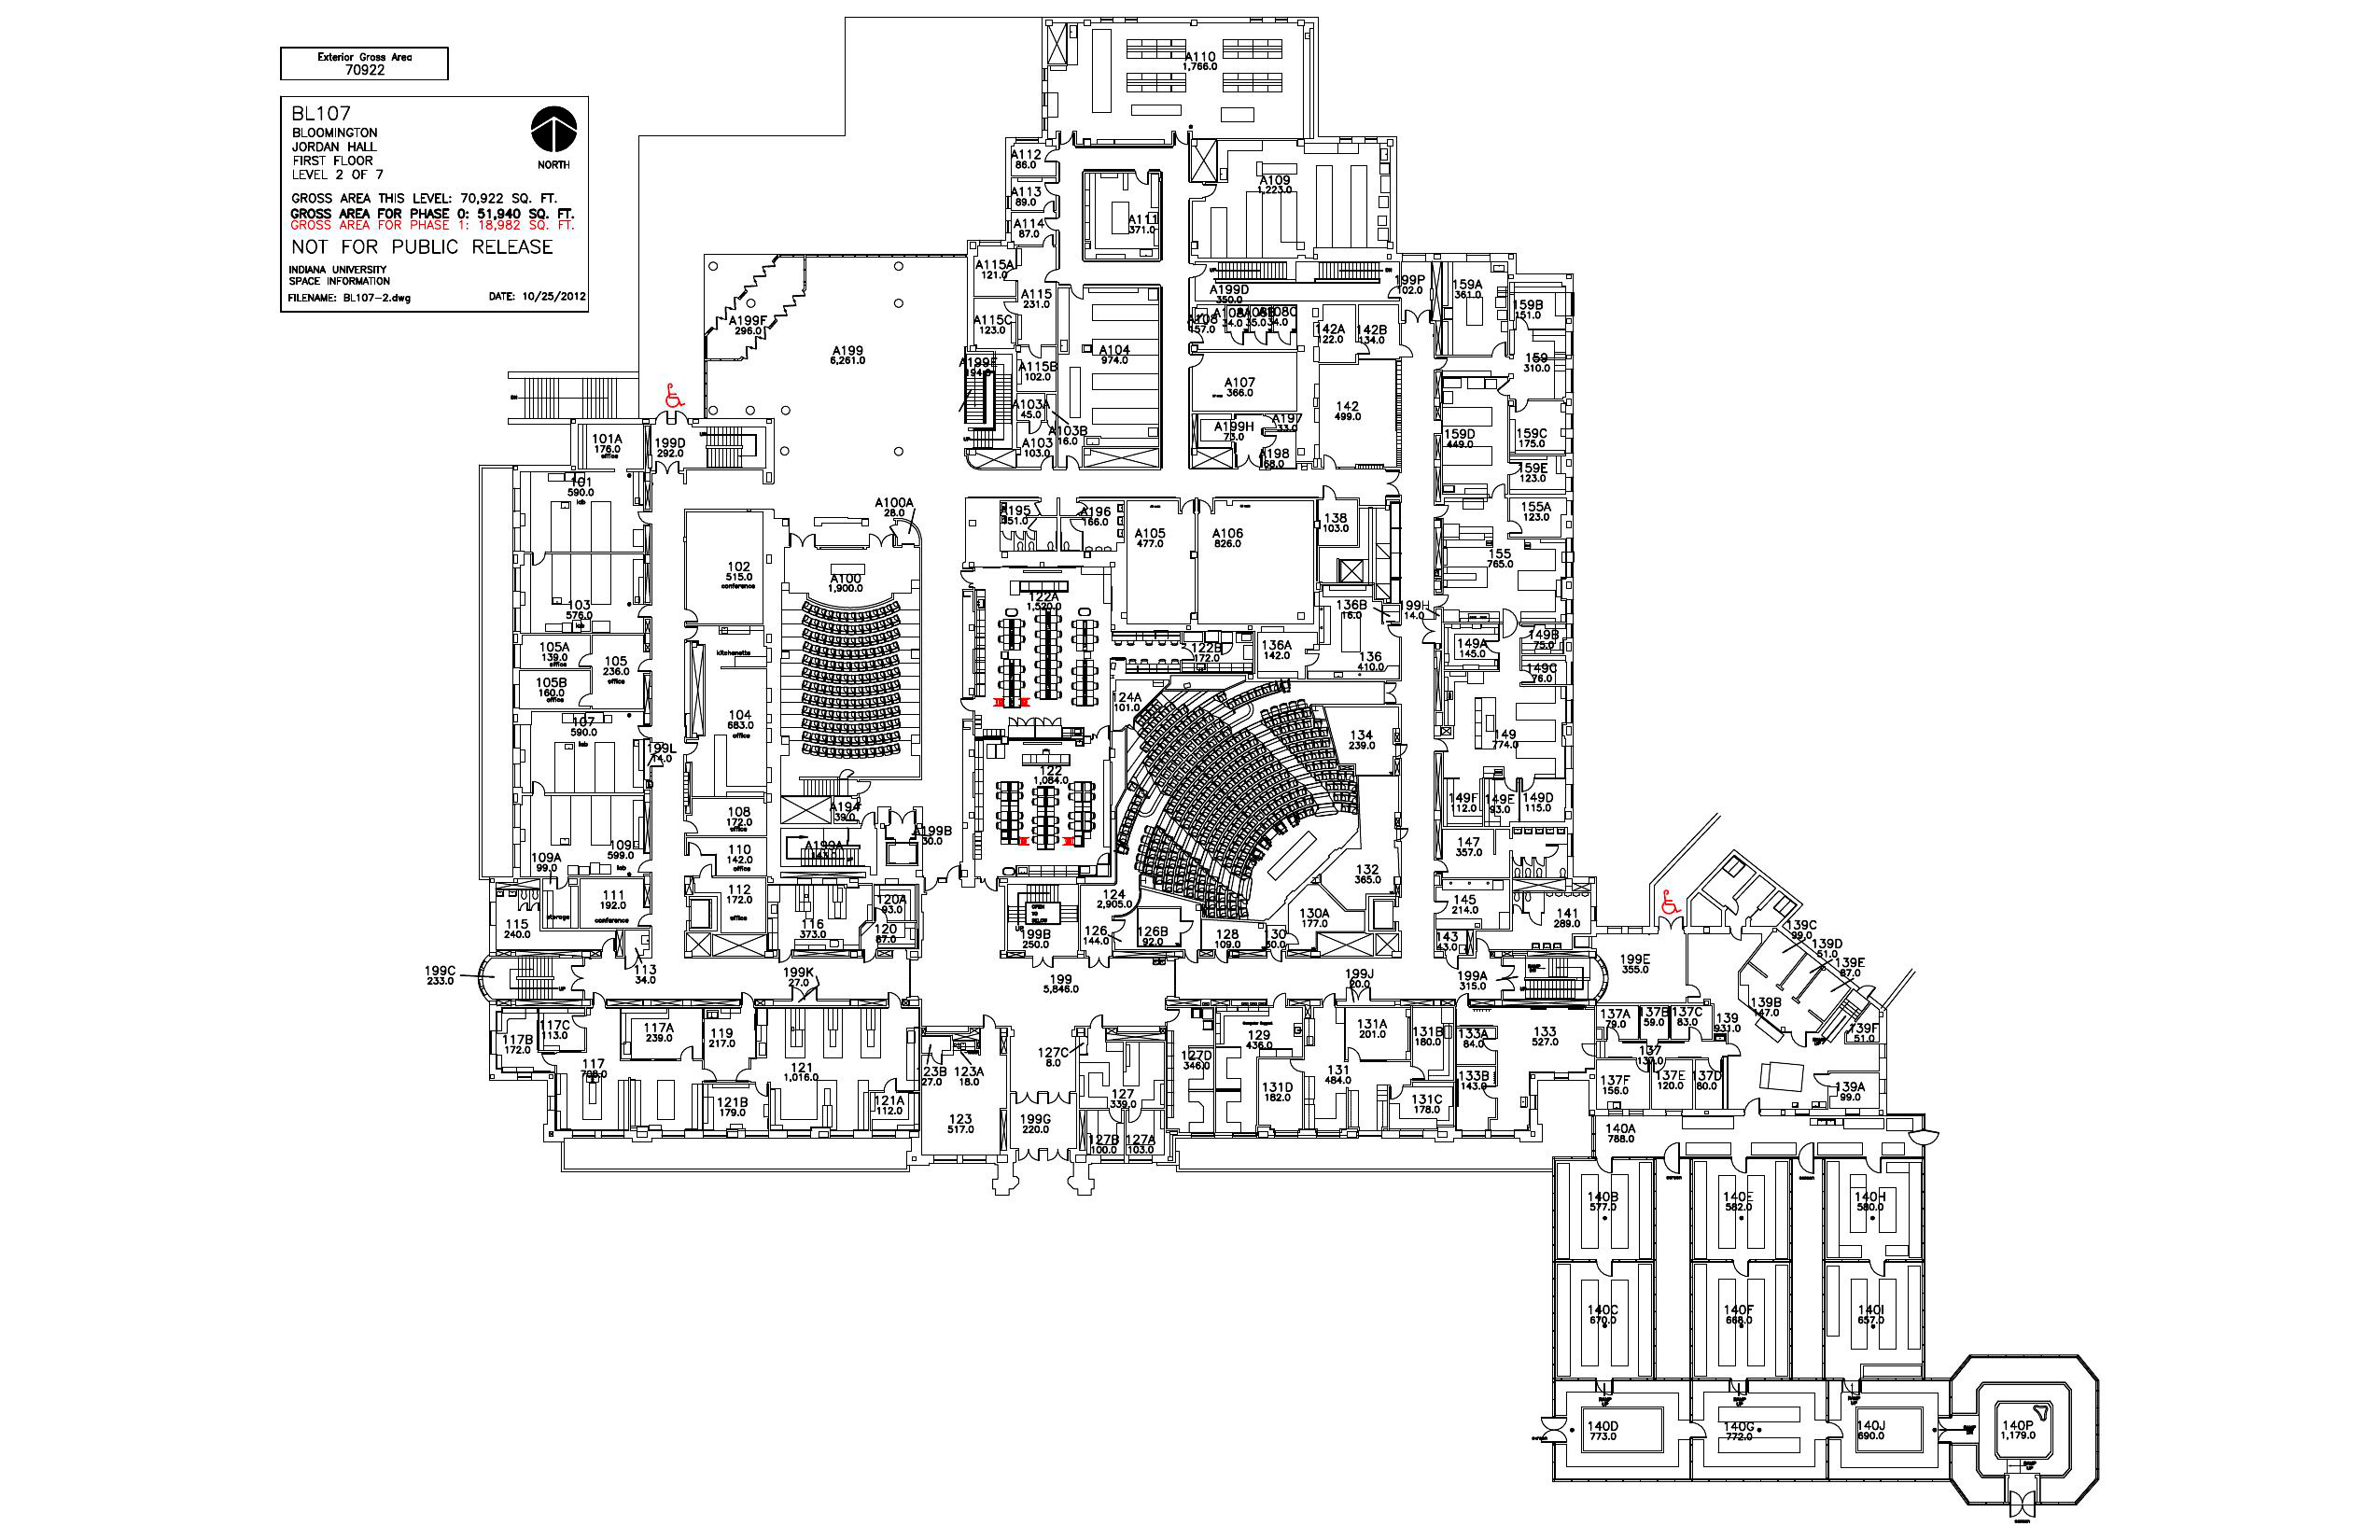 Exterior Gross Area
70922
BL107
BLOOMINGTON
JORDAN HALL
FIRST FLOOR
LEVEL 2 OF 7
NORTH
GROSS AREA THIS LEVEL: 70,922 SQ. FT.
GROSS AREA FOR PHASE 0: 51,940 SQ. FT.
GROSS AREA FOR PHASE 1: 18,982 SQ. FT.
NOT FOR PUBLIC RELEASE
INDIANA UNIVERSITY
SPACE INFORMATION
FILENAME: BL107-2.dwg
DATE: 10/25/2012
A110
1,766.0
A112
86.0
A113
89.0
A114
87.0
A111
371.0
A109
1,223.0
A115A
121.0
A115
231.0
A115C
123.0
A199F
296.0
A199
6,261.0
A199E
194.0
A115B
102.0
A104
974.0
A103A
45.0
A103B
16.0
A103
103.0
UP
DN
A199D
350.0
A108
157.0
A108C
34.0
35.0
34.0
A107
366.0
A199H
73.0
A197
33.0
A198
68.0
142A
122.0
142B
134.0
142
499.0
199P
102.0
159A
361.0
159B
151.0
159
310.0
159D
449.0
159C
175.0
159E
123.0
155A
123.0
155
765.0
101A
176.0
office
199D
292.0
101
590.0
lab
103
576.0
lab
105A
139.0
office
105
236.0
office
105B
160.0
office
107
590.0
lab
199L
14.0
109
599.0
lab
109A
99.0
111
192.0
conference
storage
115
240.0
113
34.0
199C
233.0
UP
102
515.0
conference
kitchenette
104
683.0
office
108
172.0
office
110
142.0
office
112
172.0
office
A100A
28.0
A100
1,900.0
A194
39.0
A199A
A199B
30.0
116
373.0
120A
93.0
120
67.0
199K
27.0
A195
351.0
A196
166.0
A105
477.0
A106
826.0
138
103.0
122A
1,520.0
122B
172.0
136A
142.0
136B
16.0
136
410.0
199H
14.0
122
1,084.0
124A
101.0
134
239.0
132
365.0
130A
177.0
130
30.0
128
109.0
126B
92.0
126
144.0
124
2,905.0
OPEN
TO
BELOW
UP
199B
250.0
199
5,846.0
149A
145.0
149B
75.0
149C
76.0
149
774.0
149F
112.0
149E
93.0
149D
115.0
147
357.0
145
214.0
143
43.0
141
289.0
199J
20.0
199A
315.0
199E
355.0
139C
99.0
139D
51.0
139E
67.0
139B
147.0
139F
51.0
139
931.0
139A
99.0
137A
79.0
137B
59.0
137C
83.0
137
137F
156.0
137E
120.0
137D
80.0
117B
172.0
117C
113.0
117A
239.0
117
119
217.0
121
1,016.0
121B
179.0
121A
112.0
123B
27.0
123A
18.0
123
517.0
127C
8.0
199G
220.0
127
339.0
127B
100.0
127A
103.0
127D
346.0
Computer Support
129
436.0
131D
182.0
131
484.0
131A
201.0
131B
180.0
131C
178.0
133A
84.0
133B
143.0
133
527.0
140A
788.0
screen
screen
140B
577.0
140E
582.0
140H
580.0
140C
670.0
140F
668.0
140I
657.0
RAMP
UP
RAMP
UP
RAMP
UP
140D
773.0
140G
772.0
140J
690.0
RAMP
DN
140P
1,179.0
RAMP
UP
screen
screen